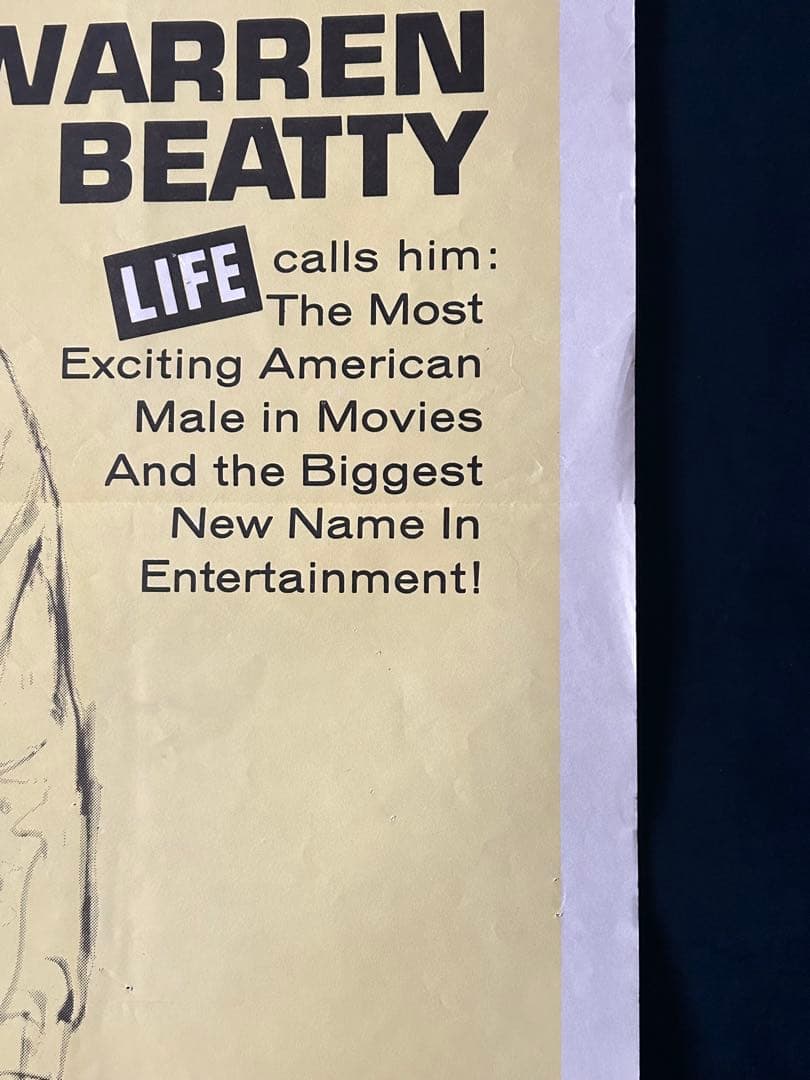 WARREN
BEATTY
LIFE calls him:
The Most
Exciting American
Male in Movies
And the Biggest
New Name In
Entertainment!